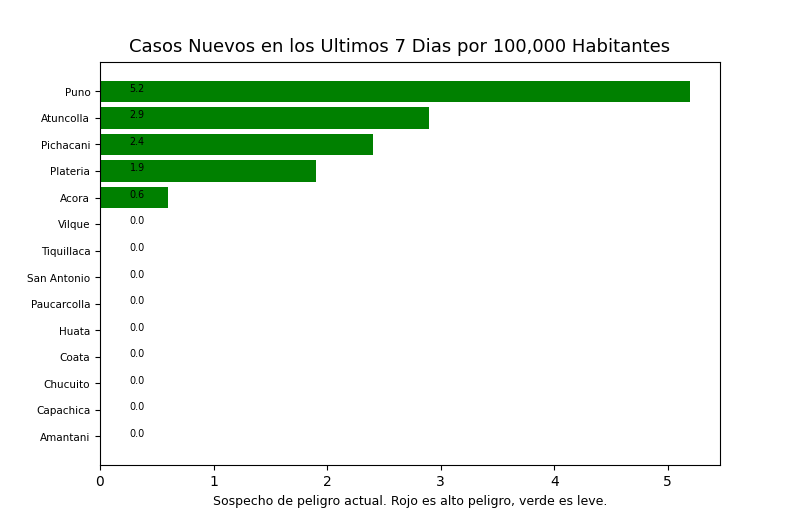 Casos Nuevos en los Ultimos 7 Dias por 100,000 Habitantes
Puno 5.2
Atuncolla 2.9
Pichacani 2.4
Plateria 1.9
Acora 0.6
Vilque 0.0
Tiquillaca 0.0
San Antonio 0.0
Paucarcolla 0.0
Huata 0.0
Coata 0.0
Chucuito 0.0
Capachica 0.0
Amantani 0.0
0 1 2 3 4 5
Sospecho de peligro actual. Rojo es alto peligro, verde es leve.